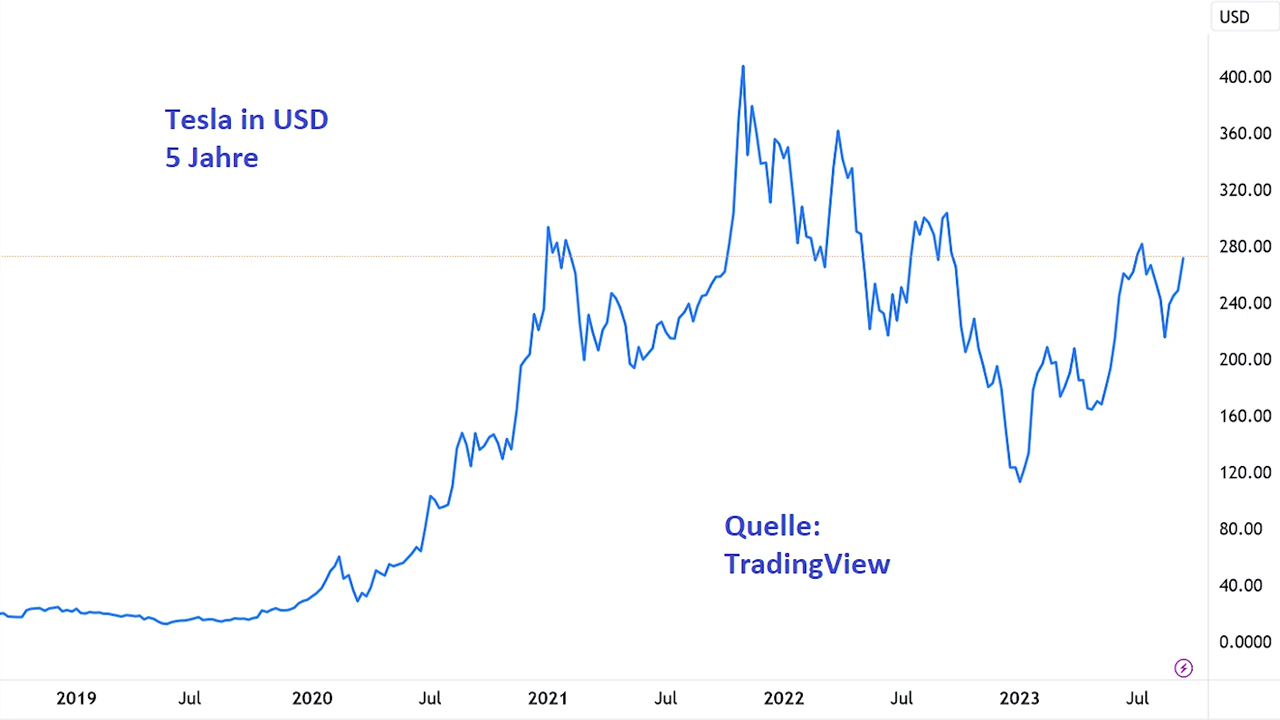 USD
Tesla in USD
5 Jahre
400.00
360.00
320.00
280.00
240.00
200.00
160.00
120.00
80.00
40.00
0.0000
Quelle:
TradingView
2019 Jul 2020 Jul 2021 Jul 2022 Jul 2023 Jul